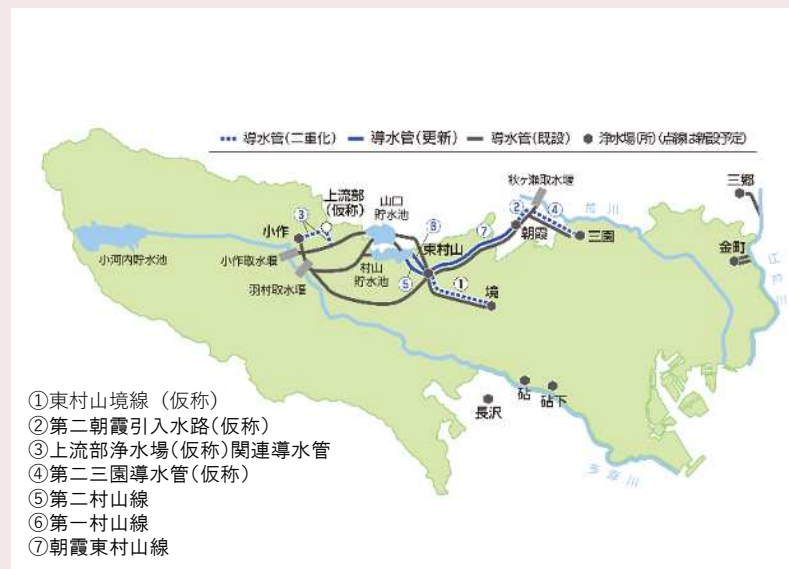 導水管(二重化) 導水管(更新) 導水管(既設) 浄水場(所)(点線は新設予定)
秋ヶ瀬取水堰
三郷
上流部
(仮称)
山口
貯水池
③
⑥
⑦
②
④
荒川
小作
東村山
朝霞
三園
金町
小河内貯水池
小作取水堰
村山
貯水池
羽村取水堰
⑤
①
境
江戸川
砧
砧下
長沢
多摩川
①東村山境線（仮称）
②第二朝霞引入水路(仮称)
③上流部浄水場(仮称)関連導水管
④第二三園導水管(仮称)
⑤第二村山線
⑥第一村山線
⑦朝霞東村山線